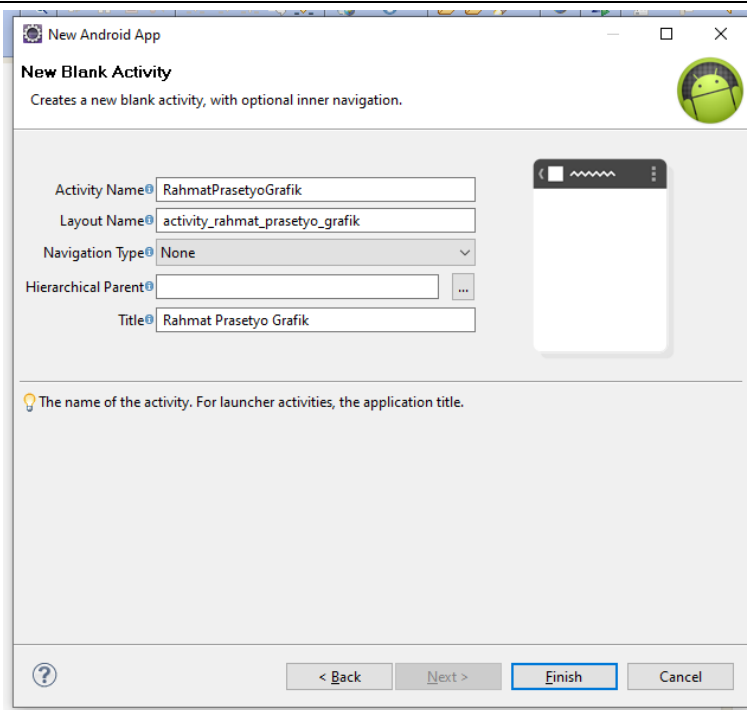 New Android App
New Blank Activity
Creates a new blank activity, with optional inner navigation.
Activity Name RahmatPrasetyoGrafik
Layout Name activity_rahmat_prasetyo_grafik
Navigation Type None
Hierarchical Parent ...
Title Rahmat Prasetyo Grafik
The name of the activity. For launcher activities, the application title.
? < Back Next > Finish Cancel